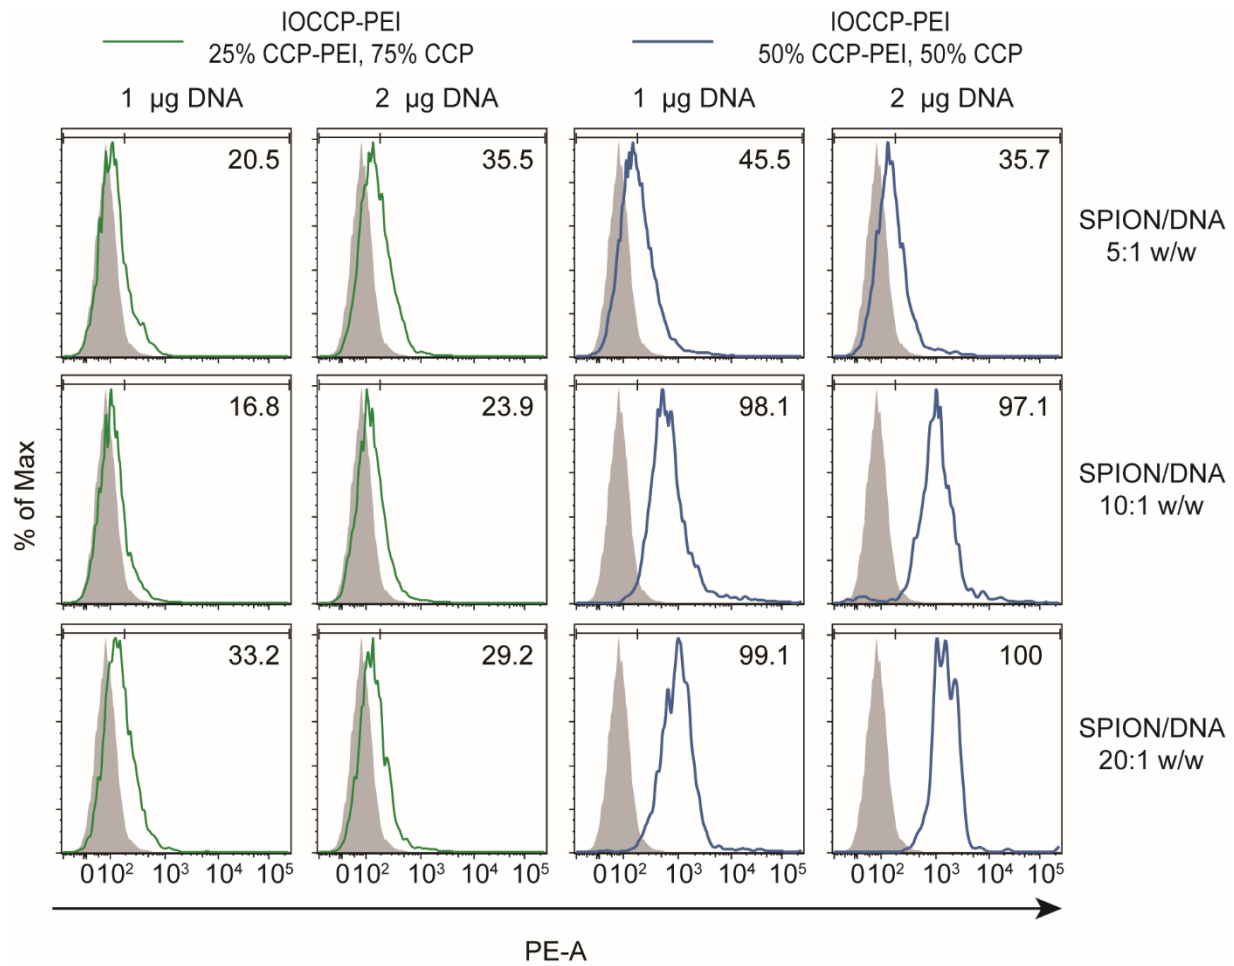 IOCCP-PEI
25% CCP-PEI, 75% CCP
IOCCP-PEI
50% CCP-PEI, 50% CCP
1 µg DNA
2 µg DNA
1 µg DNA
2 µg DNA
20.5
35.5
45.5
35.7
SPION/DNA
5:1 w/w
16.8
23.9
98.1
97.1
SPION/DNA
10:1 w/w
33.2
29.2
99.1
100
SPION/DNA
20:1 w/w
% of Max
0 10² 10³ 10⁴ 10⁵
0 10² 10³ 10⁴ 10⁵
0 10² 10³ 10⁴ 10⁵
0 10² 10³ 10⁴ 10⁵
PE-A